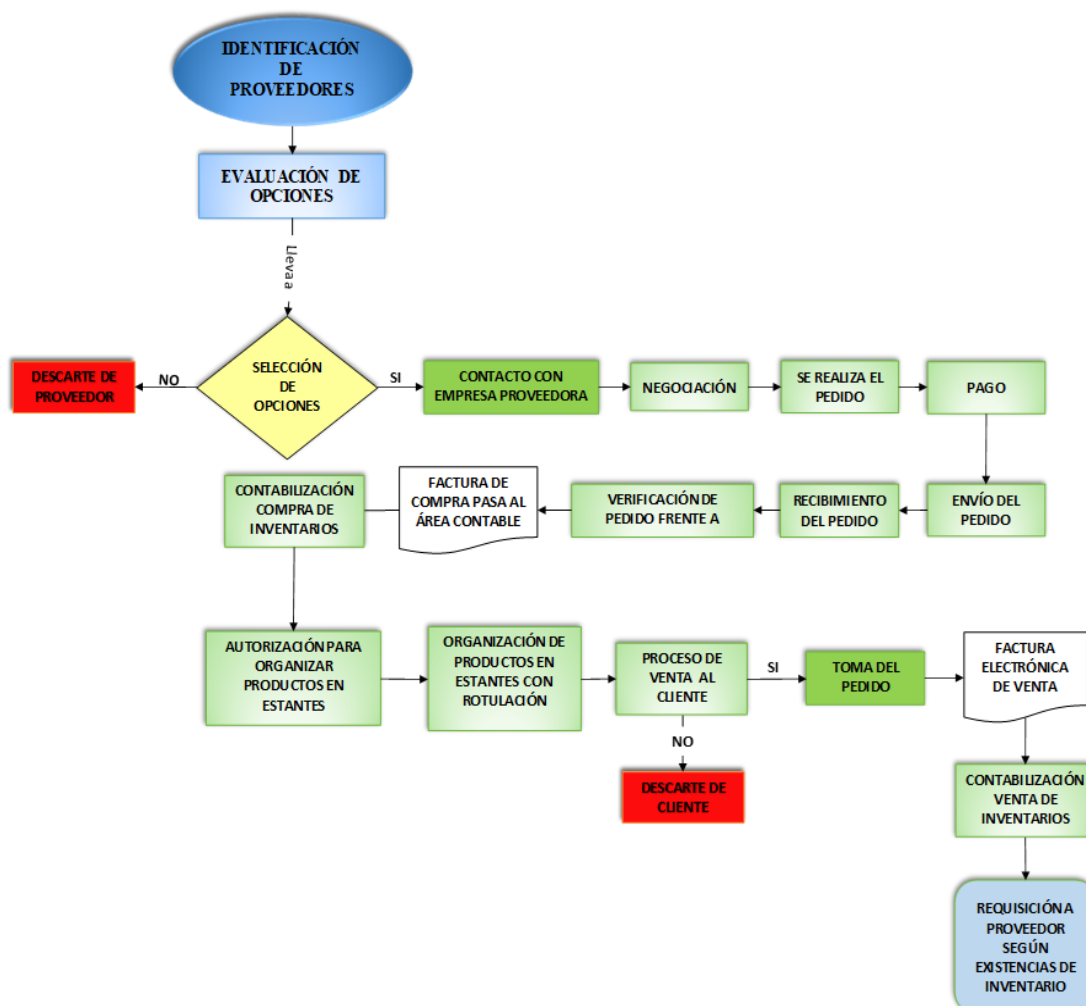 IDENTIFICACIÓN
DE
PROVEEDORES
EVALUACIÓN DE
OPCIONES
Lleva a
SELECCIÓN
DE
OPCIONES
NO
DESCARTE DE
PROVEEDOR
SI
CONTACTO CON
EMPRESA PROVEEDORA
NEGOCIACIÓN
SE REALIZA EL
PEDIDO
PAGO
ENVÍO DEL
PEDIDO
RECIBIMIENTO
DEL PEDIDO
VERIFICACIÓN DE
PEDIDO FRENTE A
FACTURA DE
COMPRA PASA AL
ÁREA CONTABLE
CONTABILIZACIÓN
COMPRA DE
INVENTARIOS
AUTORIZACIÓN PARA
ORGANIZAR
PRODUCTOS EN
ESTANTES
ORGANIZACIÓN DE
PRODUCTOS EN
ESTANTES CON
ROTULACIÓN
PROCESO DE
VENTA AL
CLIENTE
NO
DESCARTE DE
CLIENTE
SI
TOMA DEL
PEDIDO
FACTURA
ELECTRÓNICA
DE VENTA
CONTABILIZACIÓN
VENTA DE
INVENTARIOS
REQUISICIÓN A
PROVEEDOR
SEGÚN
EXISTENCIAS DE
INVENTARIO